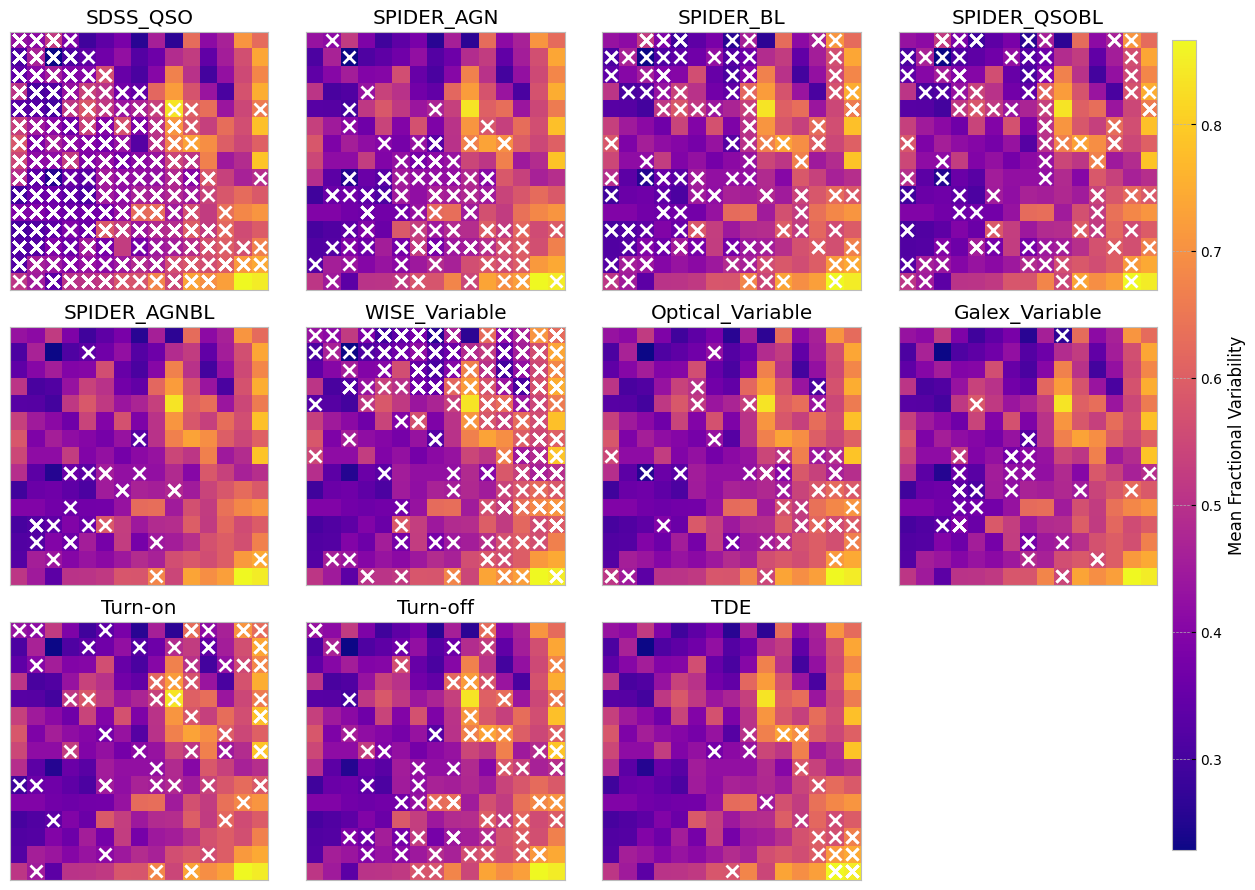 SDSS_QSO
SPIDER_AGN
SPIDER_BL
SPIDER_QSOBL
SPIDER_AGNBL
WISE_Variable
Optical_Variable
Galex_Variable
Turn-on
Turn-off
TDE
0.8
0.7
0.6
0.5
0.4
0.3
Mean Fractional Variability